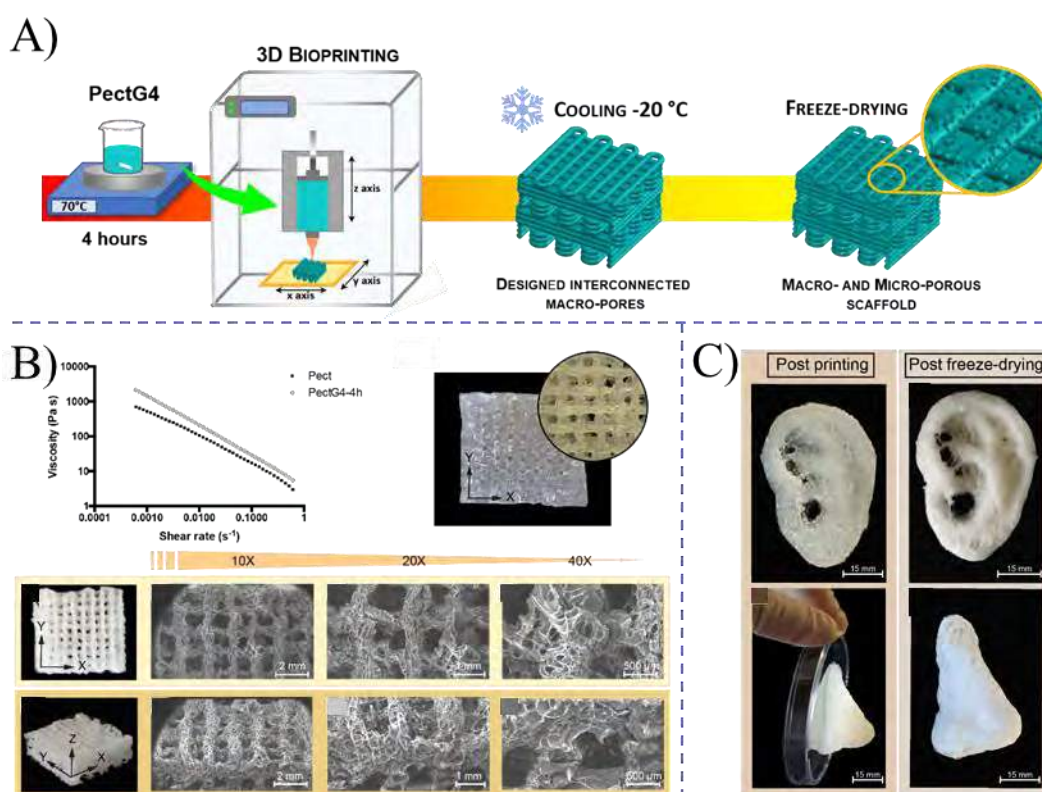 A)
3D BIOPRINTING
PectG4
70°C
4 hours
z axis
x axis
y axis
COOLING -20 °C
DESIGNED INTERCONNECTED
MACRO-PORES
FREEZE-DRYING
MACRO- AND MICRO-POROUS
SCAFFOLD
B)
Viscosity (Pa s)
10000
1000
100
10
1
0.0001
0.0010
0.0100
0.1000
1
Shear rate (s⁻¹)
Pect
PectG4-4h
Y
X
10X
20X
40X
Y
X
2 mm
1 mm
500 µm
Z
Y
X
2 mm
1 mm
500 µm
C)
Post printing
Post freeze-drying
15 mm
15 mm
15 mm
15 mm